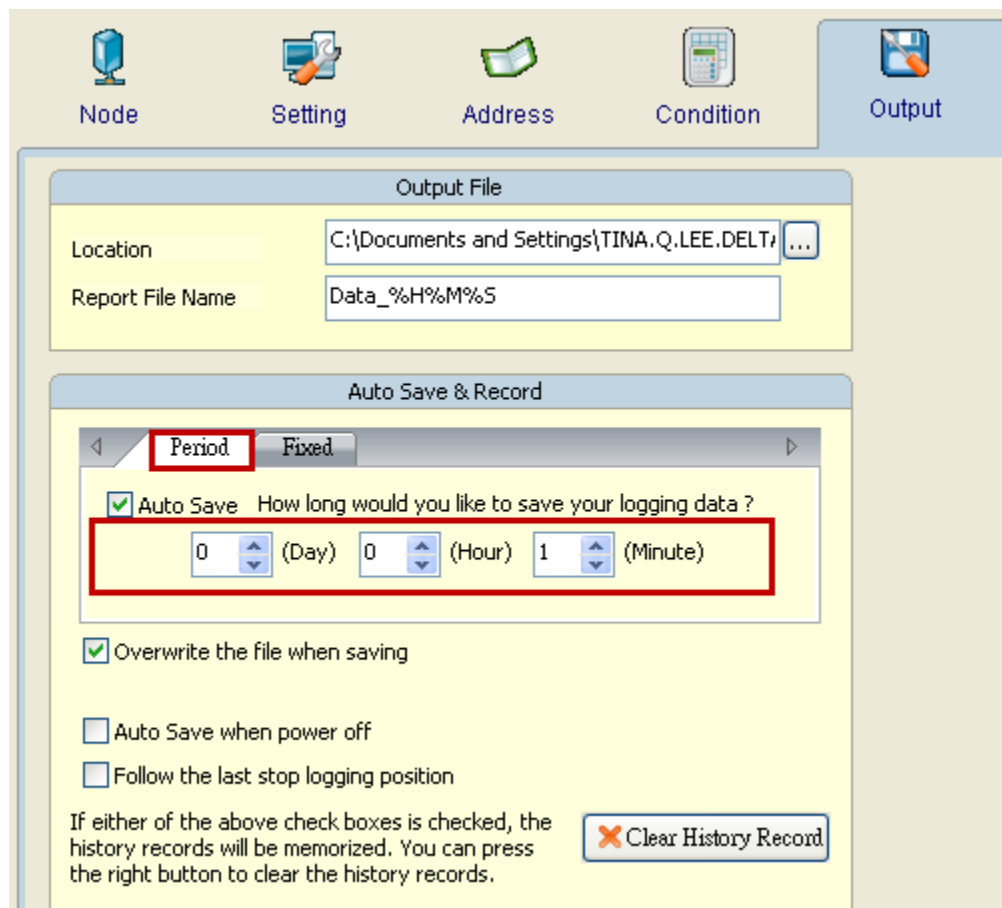 Node Setting Address Condition Output
Output File
Location C:\Documents and Settings\TINA.Q.LEE.DELT ...
Report File Name Data_%H%M%S
Auto Save & Record
Period Fixed
Auto Save How long would you like to save your logging data ?
0 (Day) 0 (Hour) 1 (Minute)
Overwrite the file when saving
Auto Save when power off
Follow the last stop logging position
If either of the above check boxes is checked, the
history records will be memorized. You can press
the right button to clear the history records.
Clear History Record